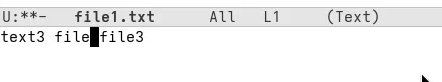 U:**-  file1.txt      All   L1     (Text)
text3 file file3